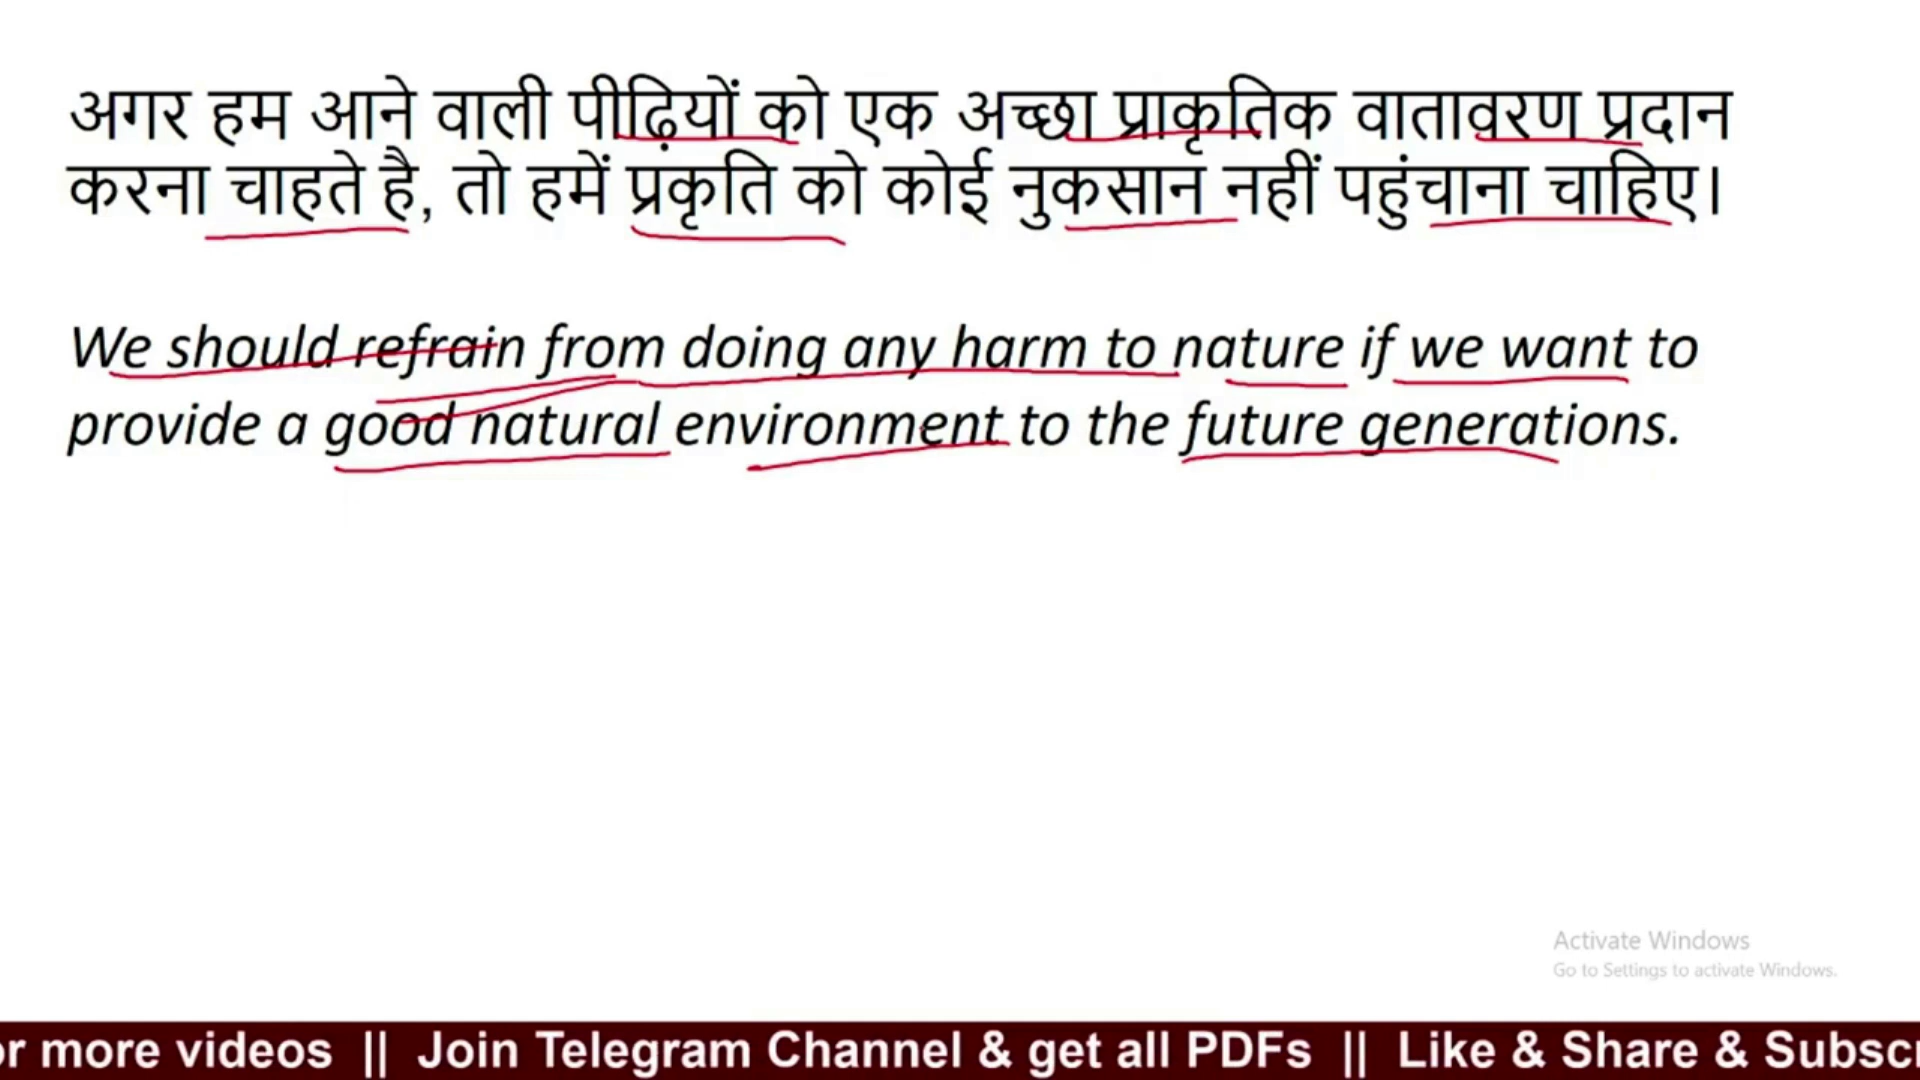 अगर हम आने वाली पीढ़ियों को एक अच्छा प्राकृतिक वातावरण प्रदान
करना चाहते है, तो हमें प्रकृति को कोई नुकसान नहीं पहुंचाना चाहिए।
We should refrain from doing any harm to nature if we want to
provide a good natural environment to the future generations.
Activate Windows
Go to Settings to activate Windows.
or more videos || Join Telegram Channel & get all PDFs || Like & Share & Subscr